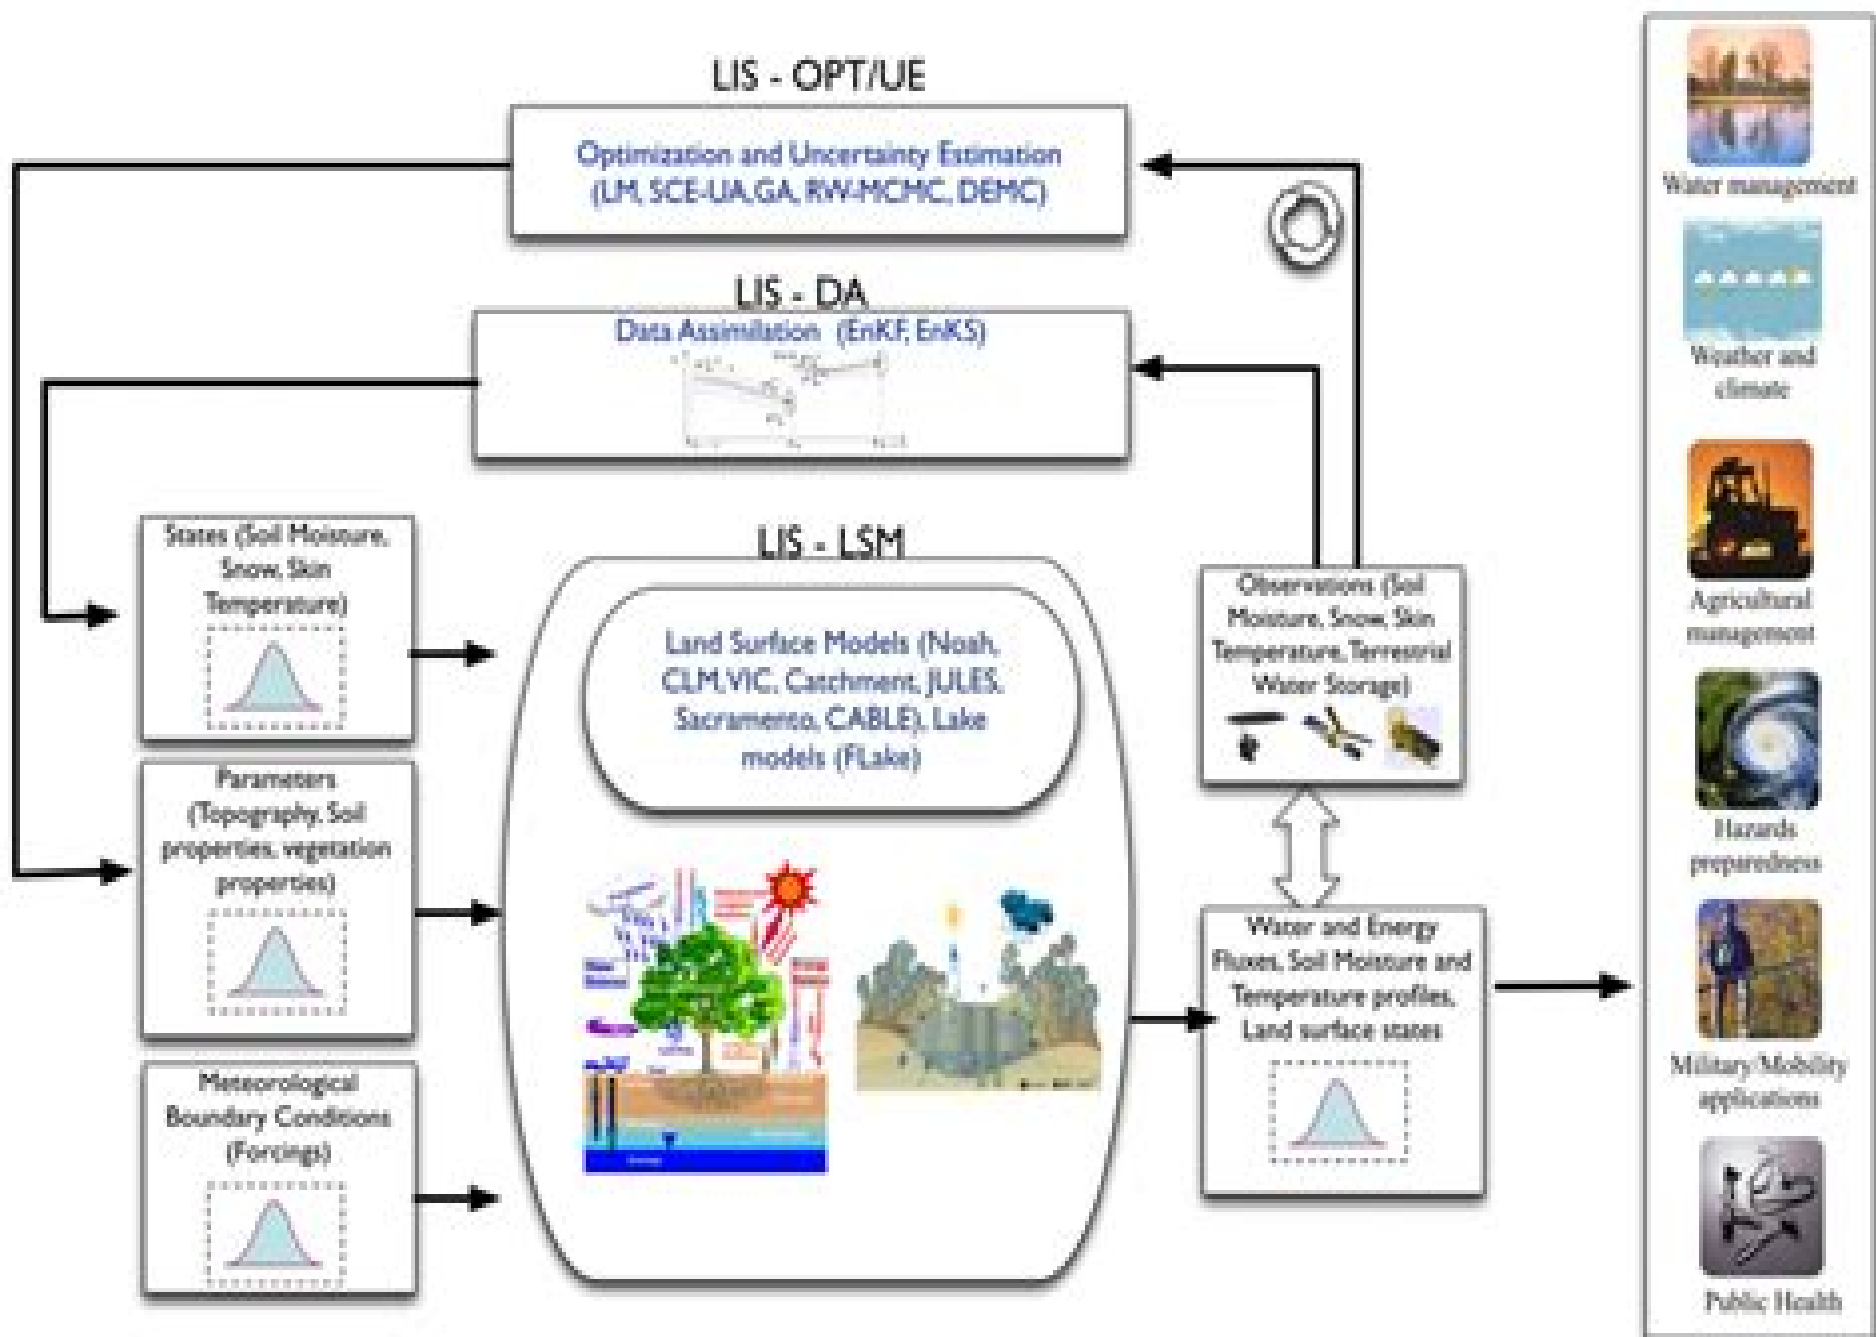 LIS - OPT/UE
Optimization and Uncertainty Estimation
(LM, SCE-UA,GA, RW-MCMC, DEMC)
LIS - DA
Data Assimilation (EnKF, EnKS)
States (Soil Moisture,
Snow, Skin
Temperature)
Parameters
(Topography, Soil
properties, vegetation
properties)
Meteorological
Boundary Conditions
(Forcings)
LIS - LSM
Land Surface Models (Noah,
CLM,VIC, Catchment, JULES,
Sacramento, CABLE), Lake
models (FLake)
Observations (Soil
Moisture, Snow, Skin
Temperature, Terrestrial
Water Storage)
Water and Energy
Fluxes, Soil Moisture and
Temperature profiles,
Land surface states
Water management
Weather and
climate
Agricultural
management
Hazards
preparedness
Military/Mobility
applications
Public Health